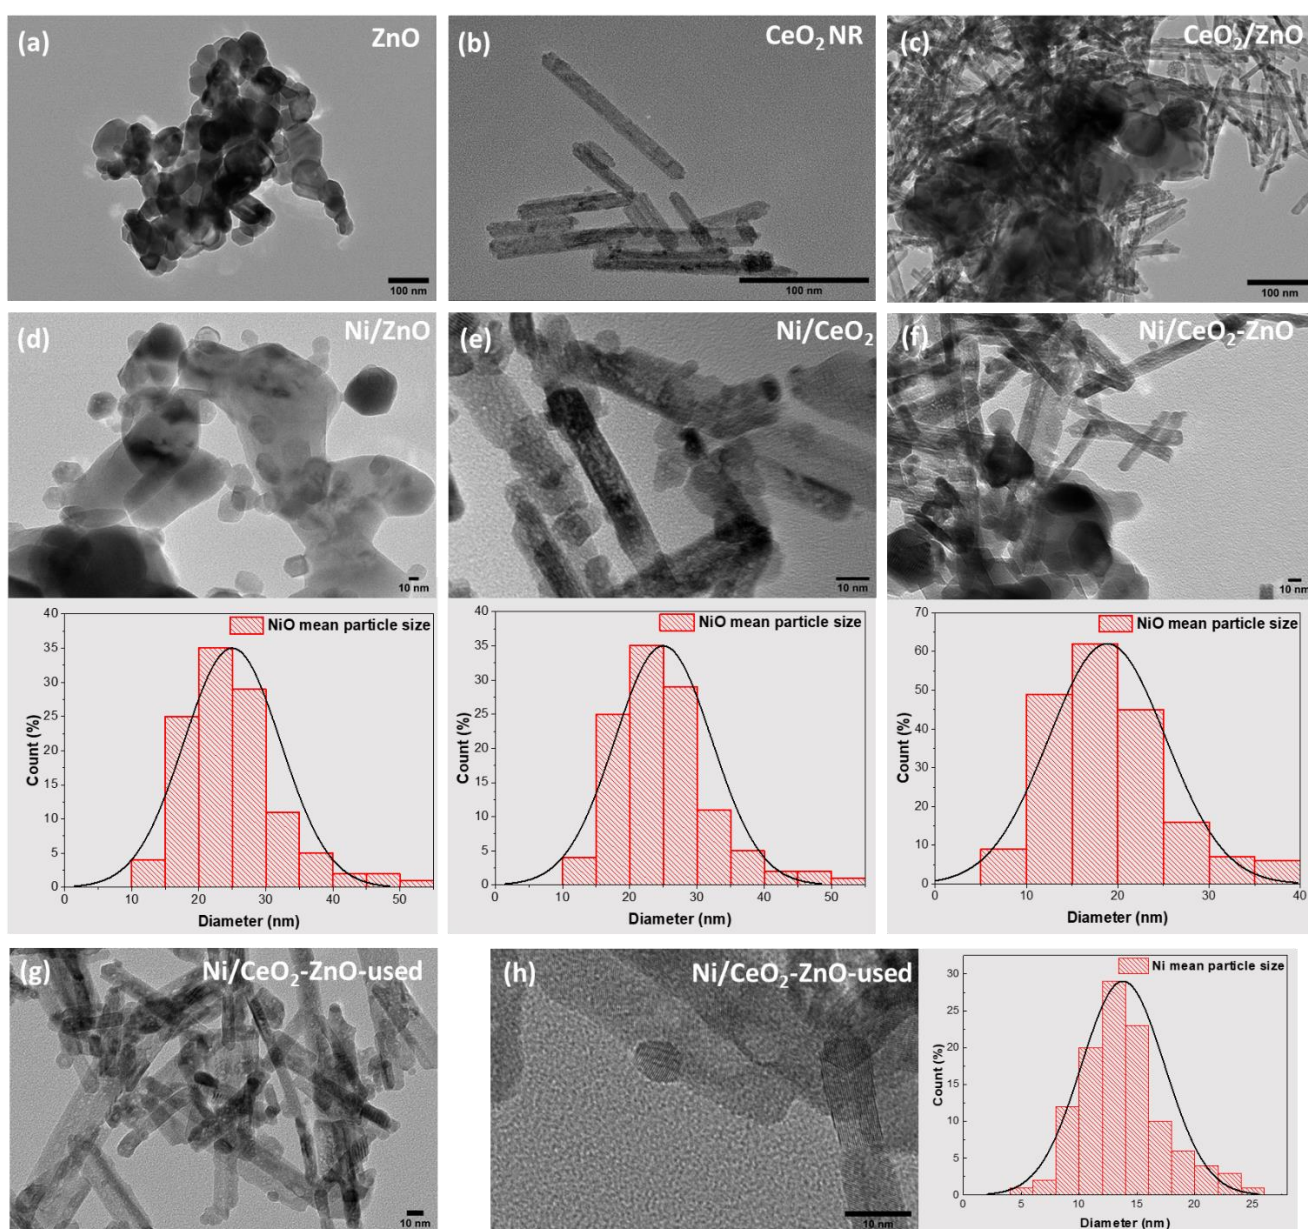 (a) ZnO
100 nm
(b) CeO₂ NR
100 nm
(c) CeO₂/ZnO
100 nm
(d) Ni/ZnO
10 nm
(e) Ni/CeO₂
10 nm
(f) Ni/CeO₂-ZnO
10 nm
NiO mean particle size
Count (%)
40
35
30
25
20
15
10
5
0
0 10 20 30 40 50
Diameter (nm)
NiO mean particle size
Count (%)
40
35
30
25
20
15
10
5
0
0 10 20 30 40 50
Diameter (nm)
NiO mean particle size
Count (%)
70
60
50
40
30
20
10
0
0 10 20 30 40
Diameter (nm)
(g) Ni/CeO₂-ZnO-used
10 nm
(h) Ni/CeO₂-ZnO-used
10 nm
Ni mean particle size
Count (%)
30
25
20
15
10
5
0
0 5 10 15 20 25
Diameter (nm)